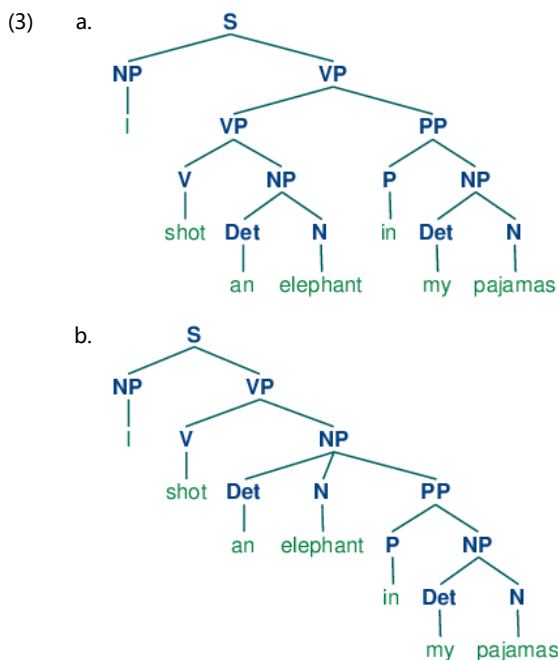 (3) a. S
NP VP
I VP PP
V NP P NP
shot Det N in Det N
an elephant my pajamas
b. S
NP VP
I V NP
shot Det N PP
an elephant P NP
in Det N
my pajamas